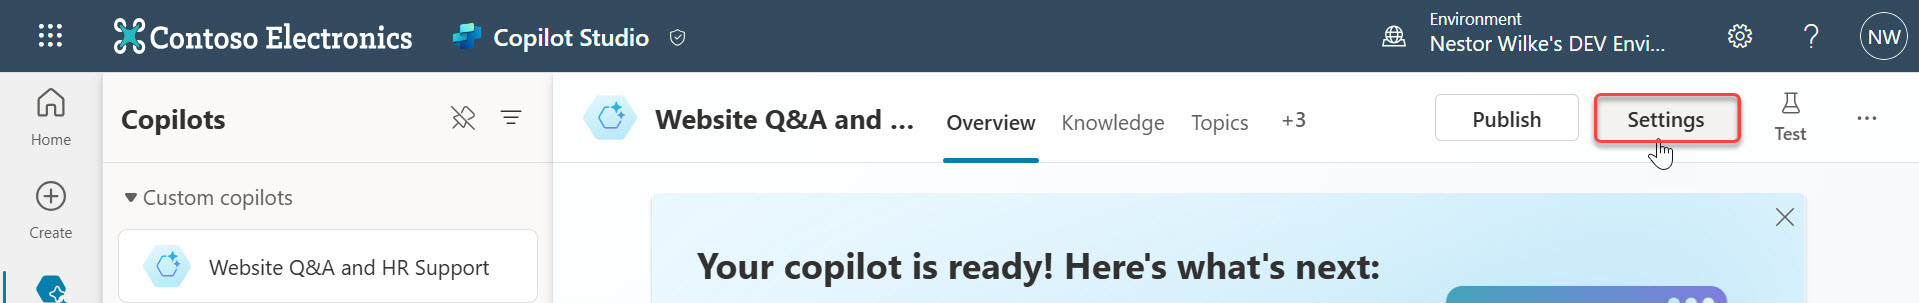 Contoso Electronics
Copilot Studio
Environment
Nestor Wilke's DEV Envi...
?
NW
Home
Create
Copilots
Custom copilots
Website Q&A and HR Support
Website Q&A and ...
Overview
Knowledge
Topics
+3
Publish
Settings
Test
...
Your copilot is ready! Here's what's next: